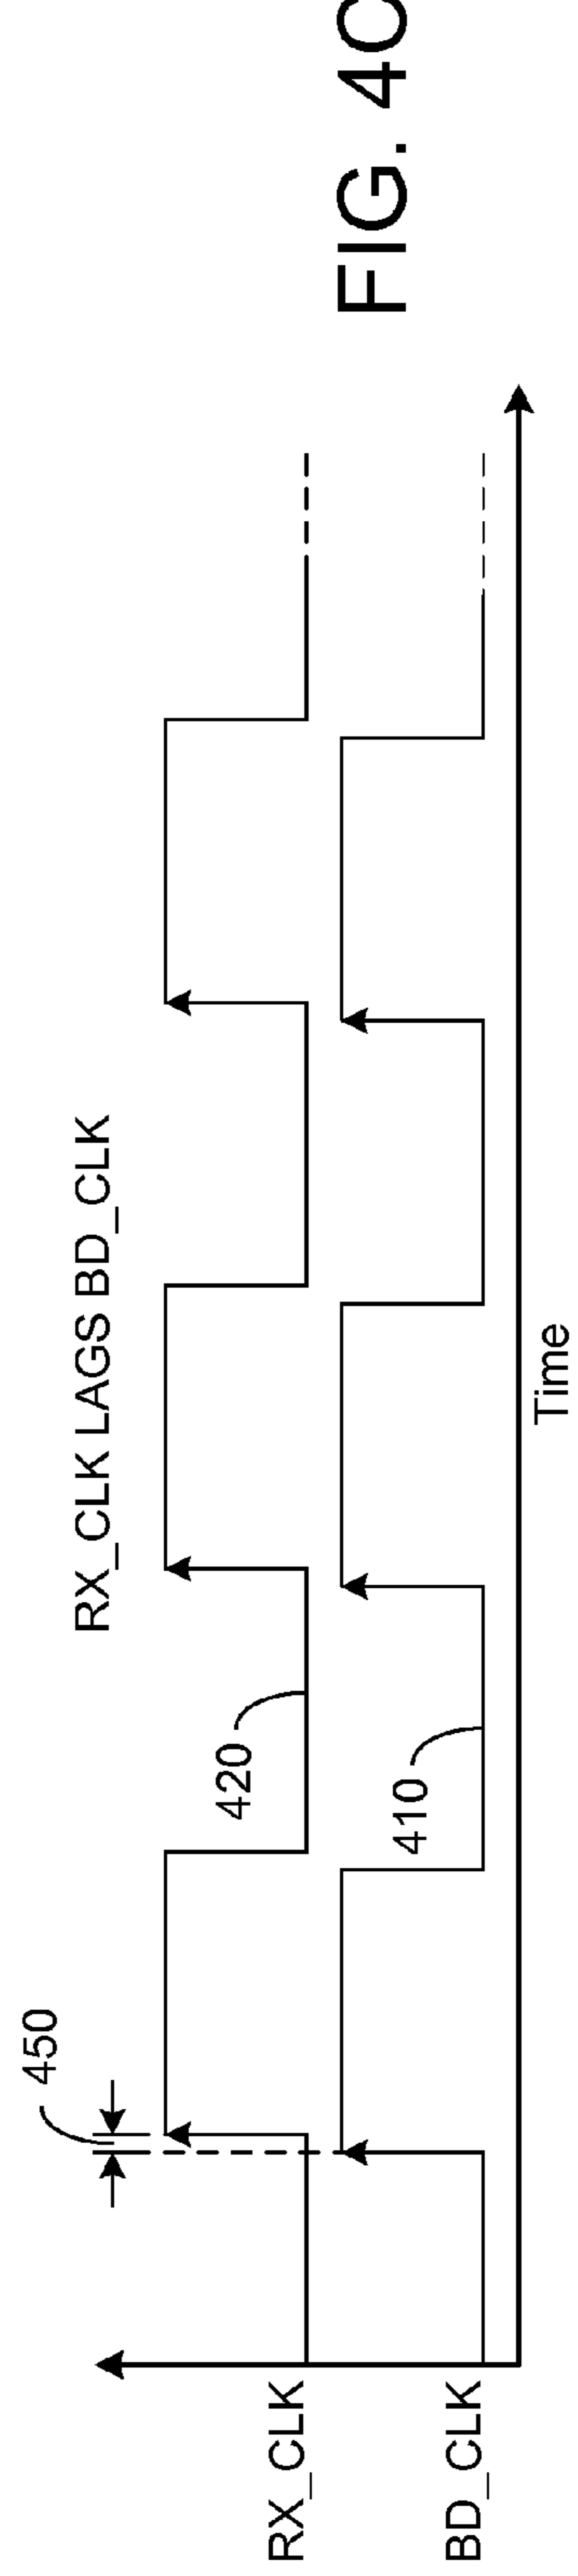 RX_CLK LAGS BD_CLK
450
420
RX_CLK
410
BD_CLK
Time
FIG. 4C